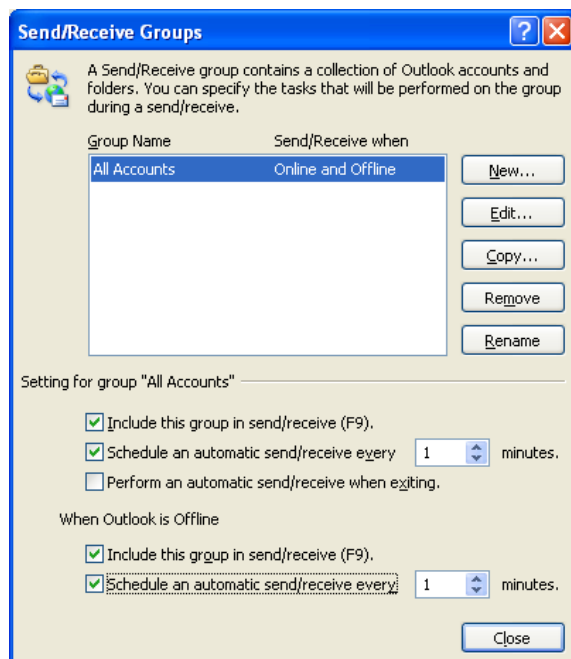 Send/Receive Groups
A Send/Receive group contains a collection of Outlook accounts and
folders. You can specify the tasks that will be performed on the group
during a send/receive.
Group Name Send/Receive when
All Accounts Online and Offline
New...
Edit...
Copy...
Remove
Rename
Setting for group "All Accounts"
Include this group in send/receive (F9).
Schedule an automatic send/receive every 1 minutes.
Perform an automatic send/receive when exiting.
When Outlook is Offline
Include this group in send/receive (F9).
Schedule an automatic send/receive every 1 minutes.
Close